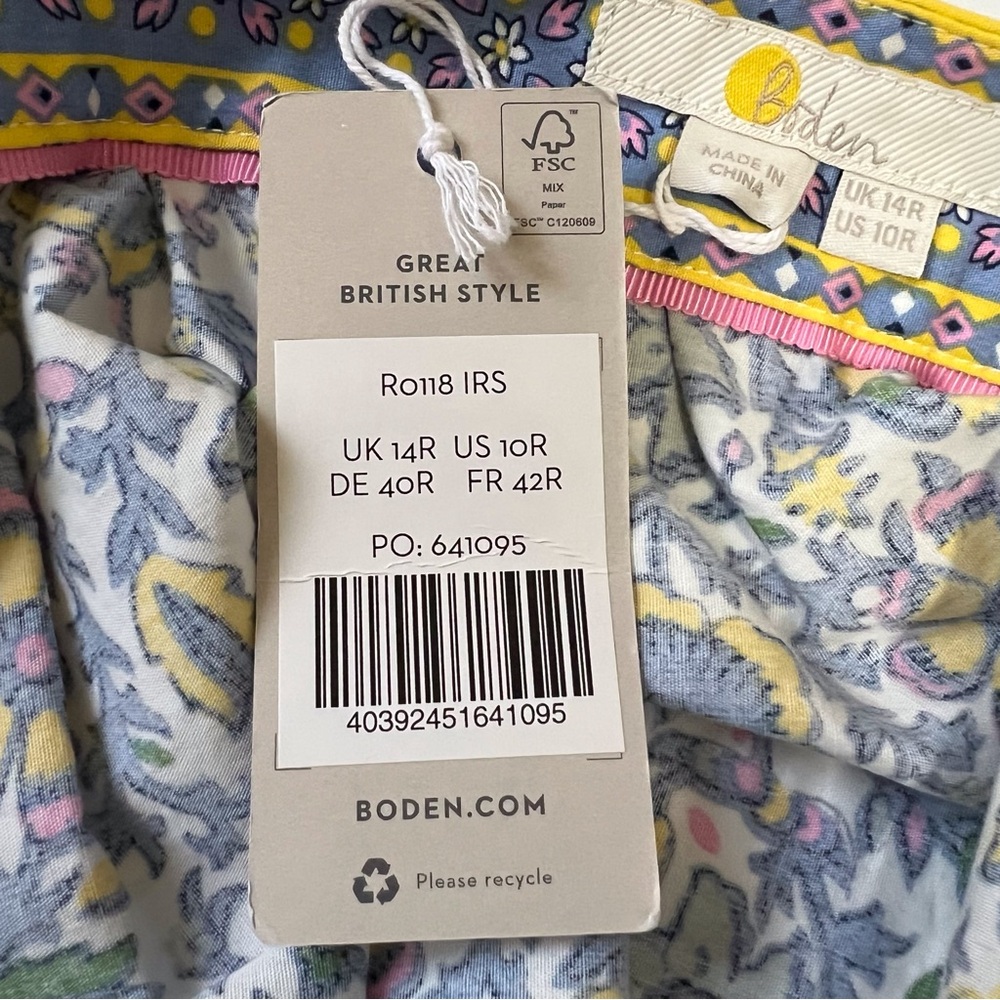 FSC
MIX
Paper
FSC™ C120609
GREAT
BRITISH STYLE
R0118 IRS
UK 14R US 10R
DE 40R FR 42R
PO: 641095
40392451641095
BODEN.COM
Please recycle
Boden
MADE IN
CHINA
UK 14R
US 10R